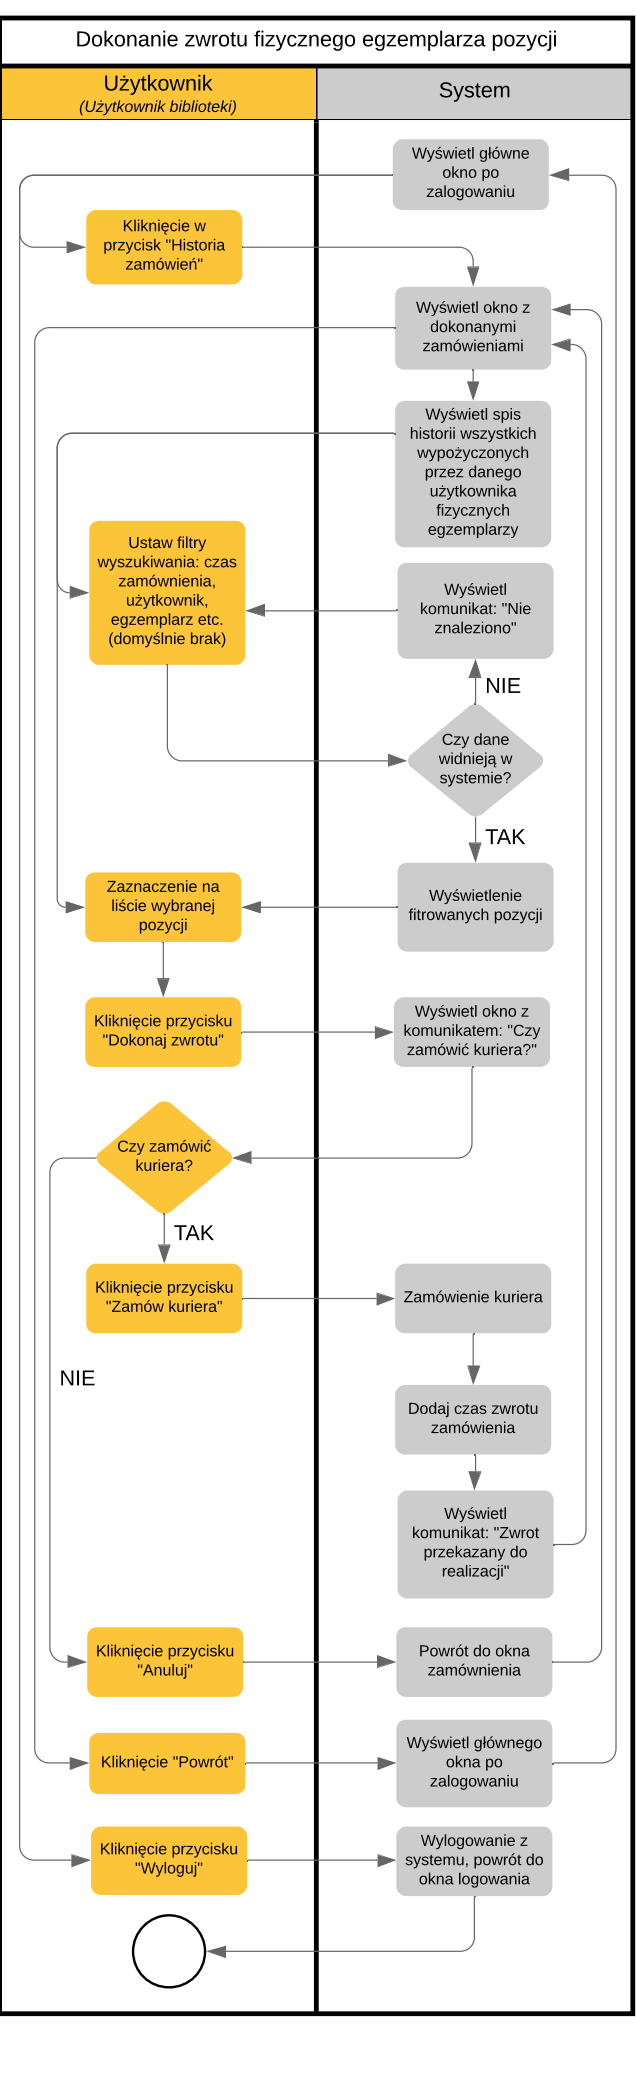 Dokonanie zwrotu fizycznego egzemplarza pozycji
Użytkownik
(Użytkownik biblioteki)
System
Wyświetl główne
okno po
zalogowaniu
Kliknięcie w
przycisk "Historia
zamówień"
Wyświetl okno z
dokonanymi
zamówieniami
Wyświetl spis
historii wszystkich
wypożyczonych
przez danego
użytkownika
fizycznych
egzemplarzy
Ustaw filtry
wyszukiwania: czas
zamównienia,
użytkownik,
egzemplarz etc.
(domyślnie brak)
Wyświetl
komunikat: "Nie
znaleziono"
NIE
Czy dane
widnieją w
systemie?
TAK
Zaznaczenie na
liście wybranej
pozycji
Wyświetlenie
fitrowanych pozycji
Kliknięcie przycisku
"Dokonaj zwrotu"
Wyświetl okno z
komunikatem: "Czy
zamówić kuriera?"
Czy zamówić
kuriera?
TAK
Kliknięcie przycisku
"Zamów kuriera"
Zamówienie kuriera
NIE
Dodaj czas zwrotu
zamówienia
Wyświetl
komunikat: "Zwrot
przekazany do
realizacji"
Kliknięcie przycisku
"Anuluj"
Powrót do okna
zamównienia
Kliknięcie "Powrót"
Wyświetl głównego
okna po
zalogowaniu
Kliknięcie przycisku
"Wyloguj"
Wylogowanie z
systemu, powrót do
okna logowania